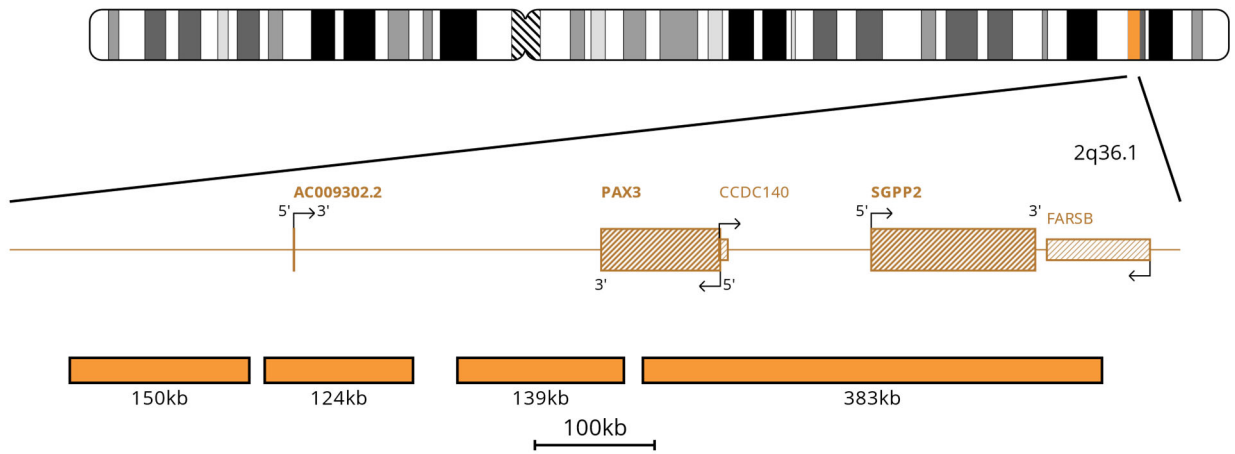 2q36.1
AC009302.2
PAX3
CCDC140
SGPP2
5' 3'
5'
3'
FARSB
3'
5'
150kb
124kb
139kb
383kb
100kb